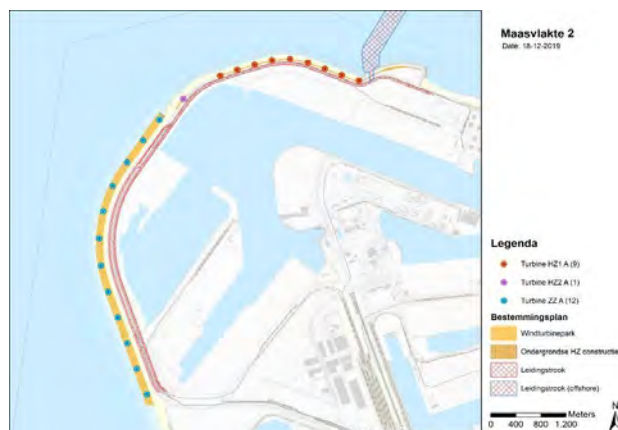 Maasvlakte 2
Date: 18-12-2019
Legenda
Turbine HZ1 A (9)
Turbine HZ2 A (1)
Turbine ZZ A (12)
Bestemmingsplan
Windturbinepark
Ondergrondse HZ constructie
Leidingstrook
Leidingstrook (offshore)
Meters
0 400 800 1.200
N